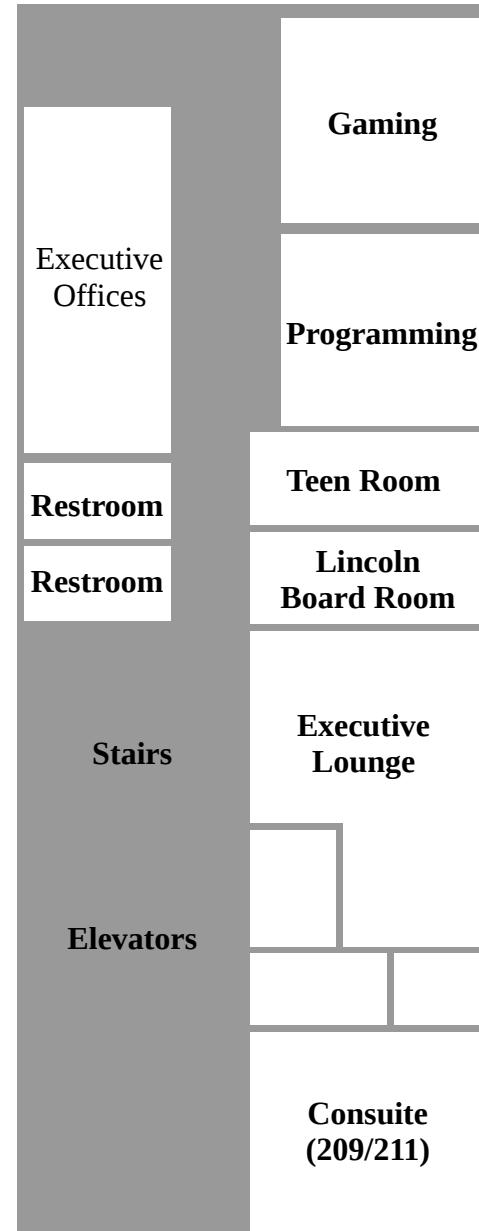 Gaming
Executive
Offices
Programming
Teen Room
Restroom
Lincoln
Board Room
Restroom
Executive
Lounge
Stairs
Elevators
Consuite
(209/211)